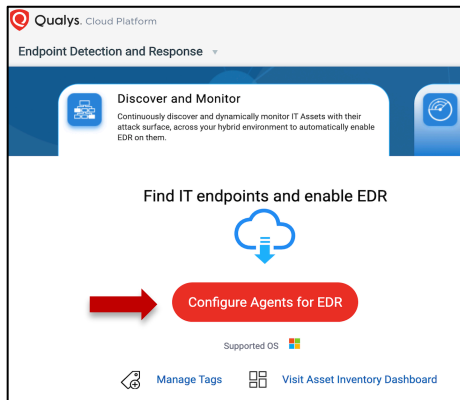 Qualys. Cloud Platform
Endpoint Detection and Response
Discover and Monitor
Continuously discover and dynamically monitor IT Assets with their
attack surface, across your hybrid environment to automatically enable
EDR on them.
Find IT endpoints and enable EDR
Configure Agents for EDR
Supported OS
Manage Tags
Visit Asset Inventory Dashboard